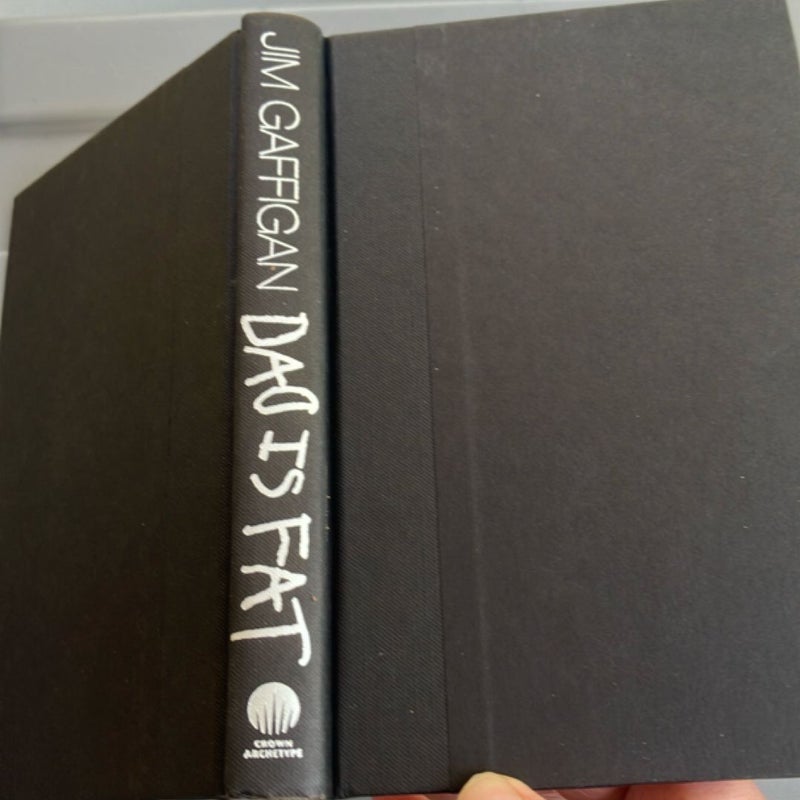 JIM GAFFIGAN
DAD IS FAT
CROWN
ARCHETYPE